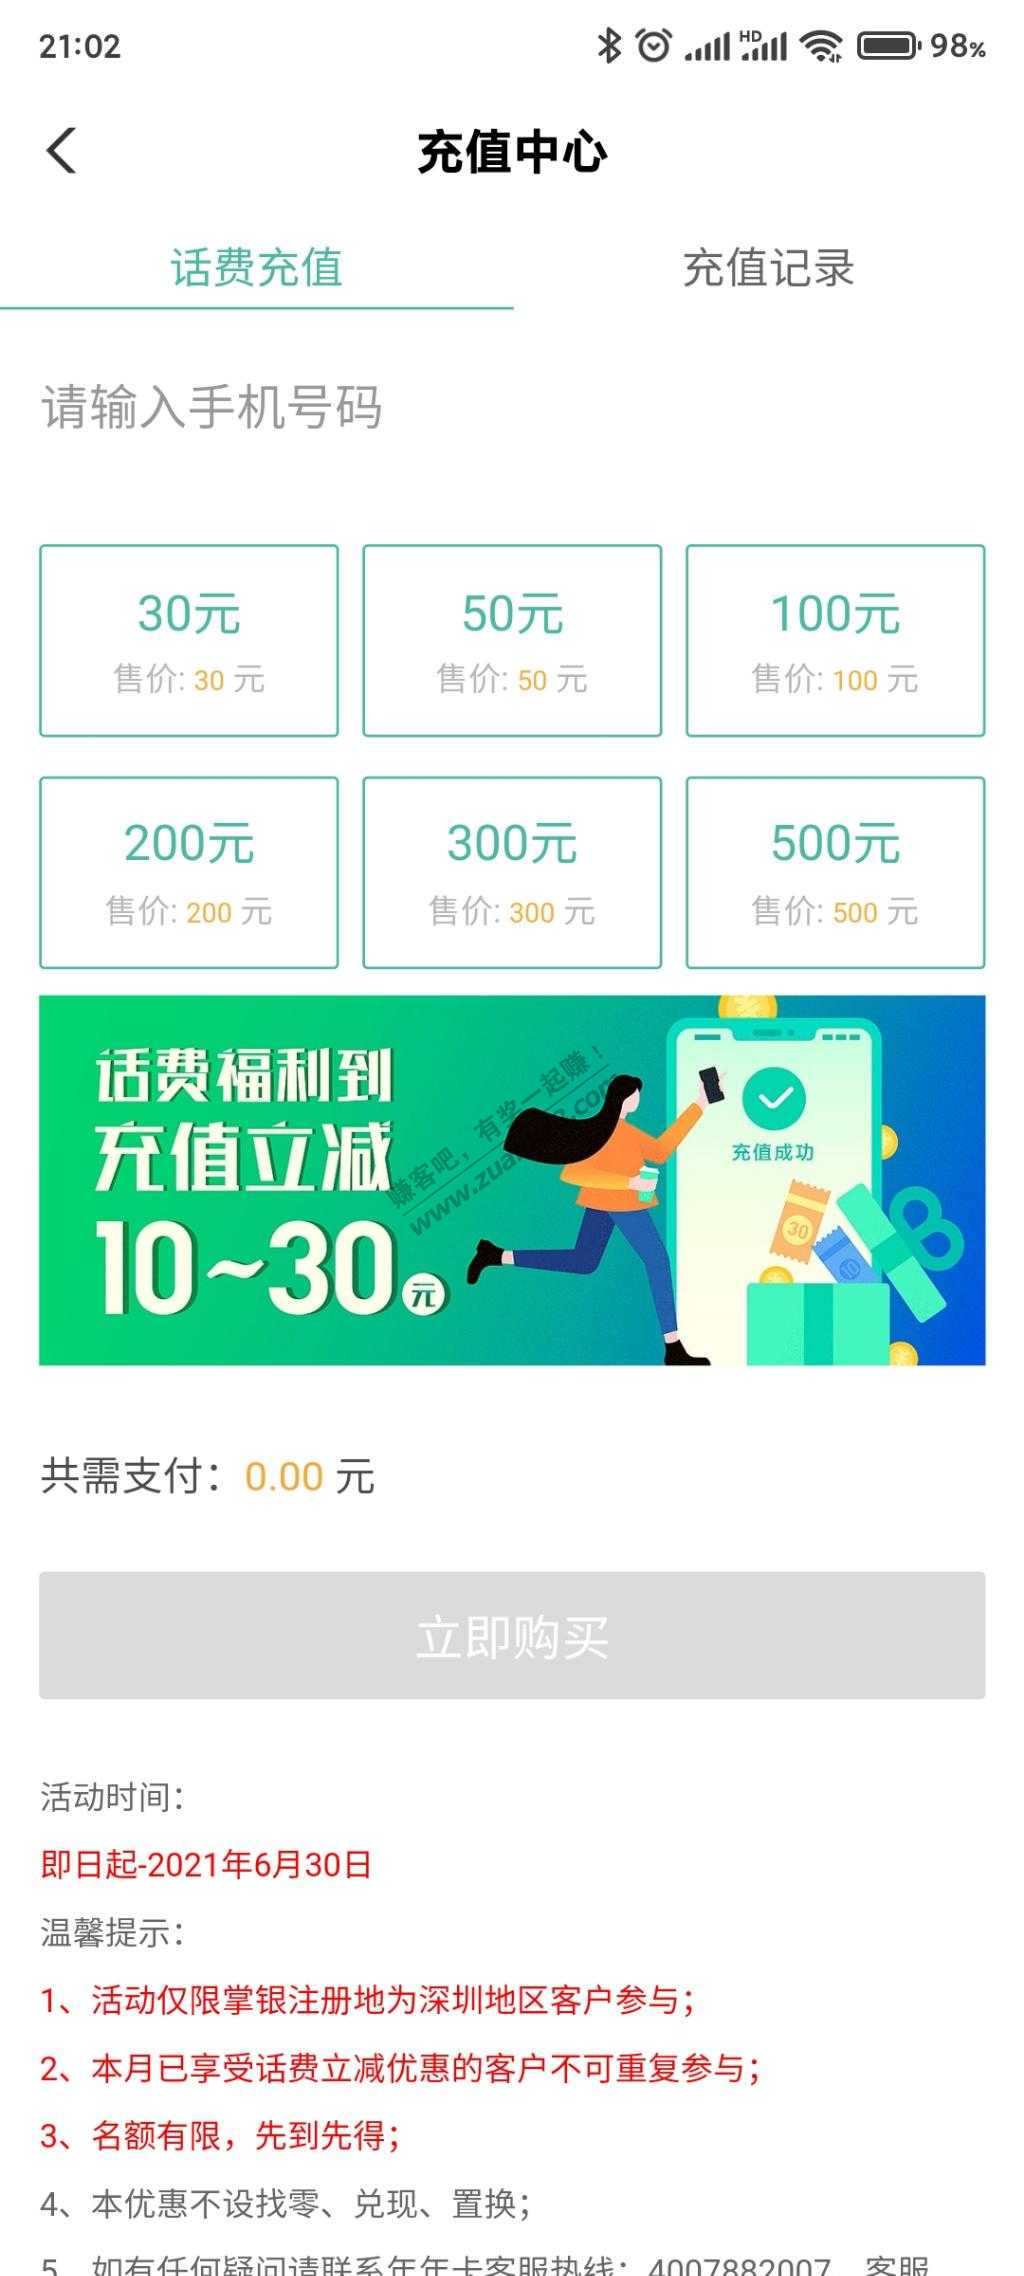 21:02
HD
98%
充值中心
话费充值
充值记录
请输入手机号码
30元
50元
100元
售价: 30 元
售价: 50 元
售价: 100 元
200元
300元
500元
售价: 200 元
售价: 300 元
售价: 500 元
话费福利到
充值立减
10~30元
充值成功
30
10
赚客吧，有奖一起赚！
共需支付：0.00 元
立即购买
活动时间：
即日起-2021年6月30日
温馨提示：
1、活动仅限掌银注册地为深圳地区客户参与；
2、本月已享受话费立减优惠的客户不可重复参与；
3、名额有限，先到先得；
4、本优惠不设找零、兑现、置换；
5、如有任何疑问请联系年年卡客服热线：4007882007，客服